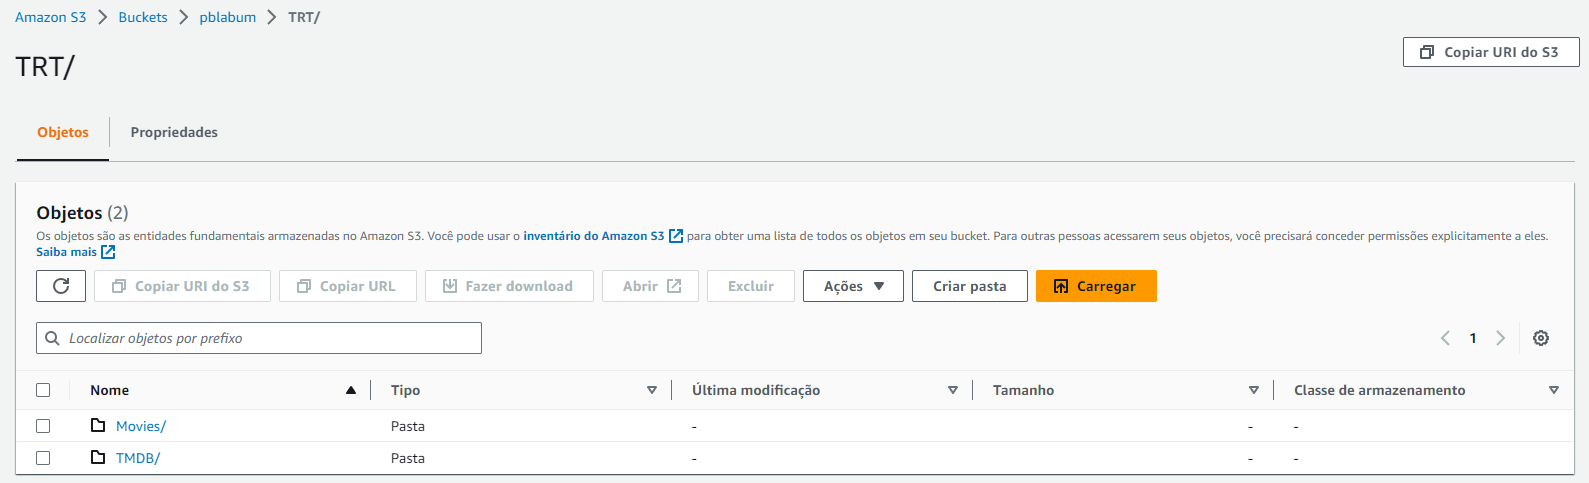 Amazon S3 > Buckets > pblabum > TRT/
TRT/
Copiar URI do S3
Objetos Propriedades
Objetos (2)
Os objetos são as entidades fundamentais armazenadas no Amazon S3. Você pode usar o inventário do Amazon S3 para obter uma lista de todos os objetos em seu bucket. Para outras pessoas acessarem seus objetos, você precisará conceder permissões explicitamente a eles.
Saiba mais
Copiar URI do S3 Copiar URL Fazer download Abrir Excluir Ações Criar pasta Carregar
Localizar objetos por prefixo
1
Nome Tipo Última modificação Tamanho Classe de armazenamento
Movies/ Pasta - - -
TMDB/ Pasta - - -